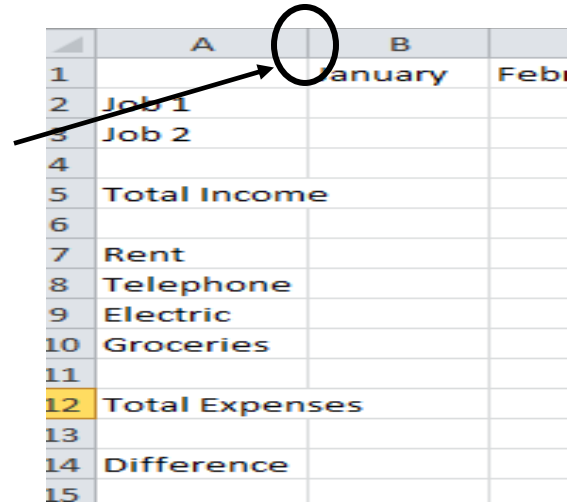 A B
1 January Febr
2 Job 1
3 Job 2
4
5 Total Income
6
7 Rent
8 Telephone
9 Electric
10 Groceries
11
12 Total Expenses
13
14 Difference
15